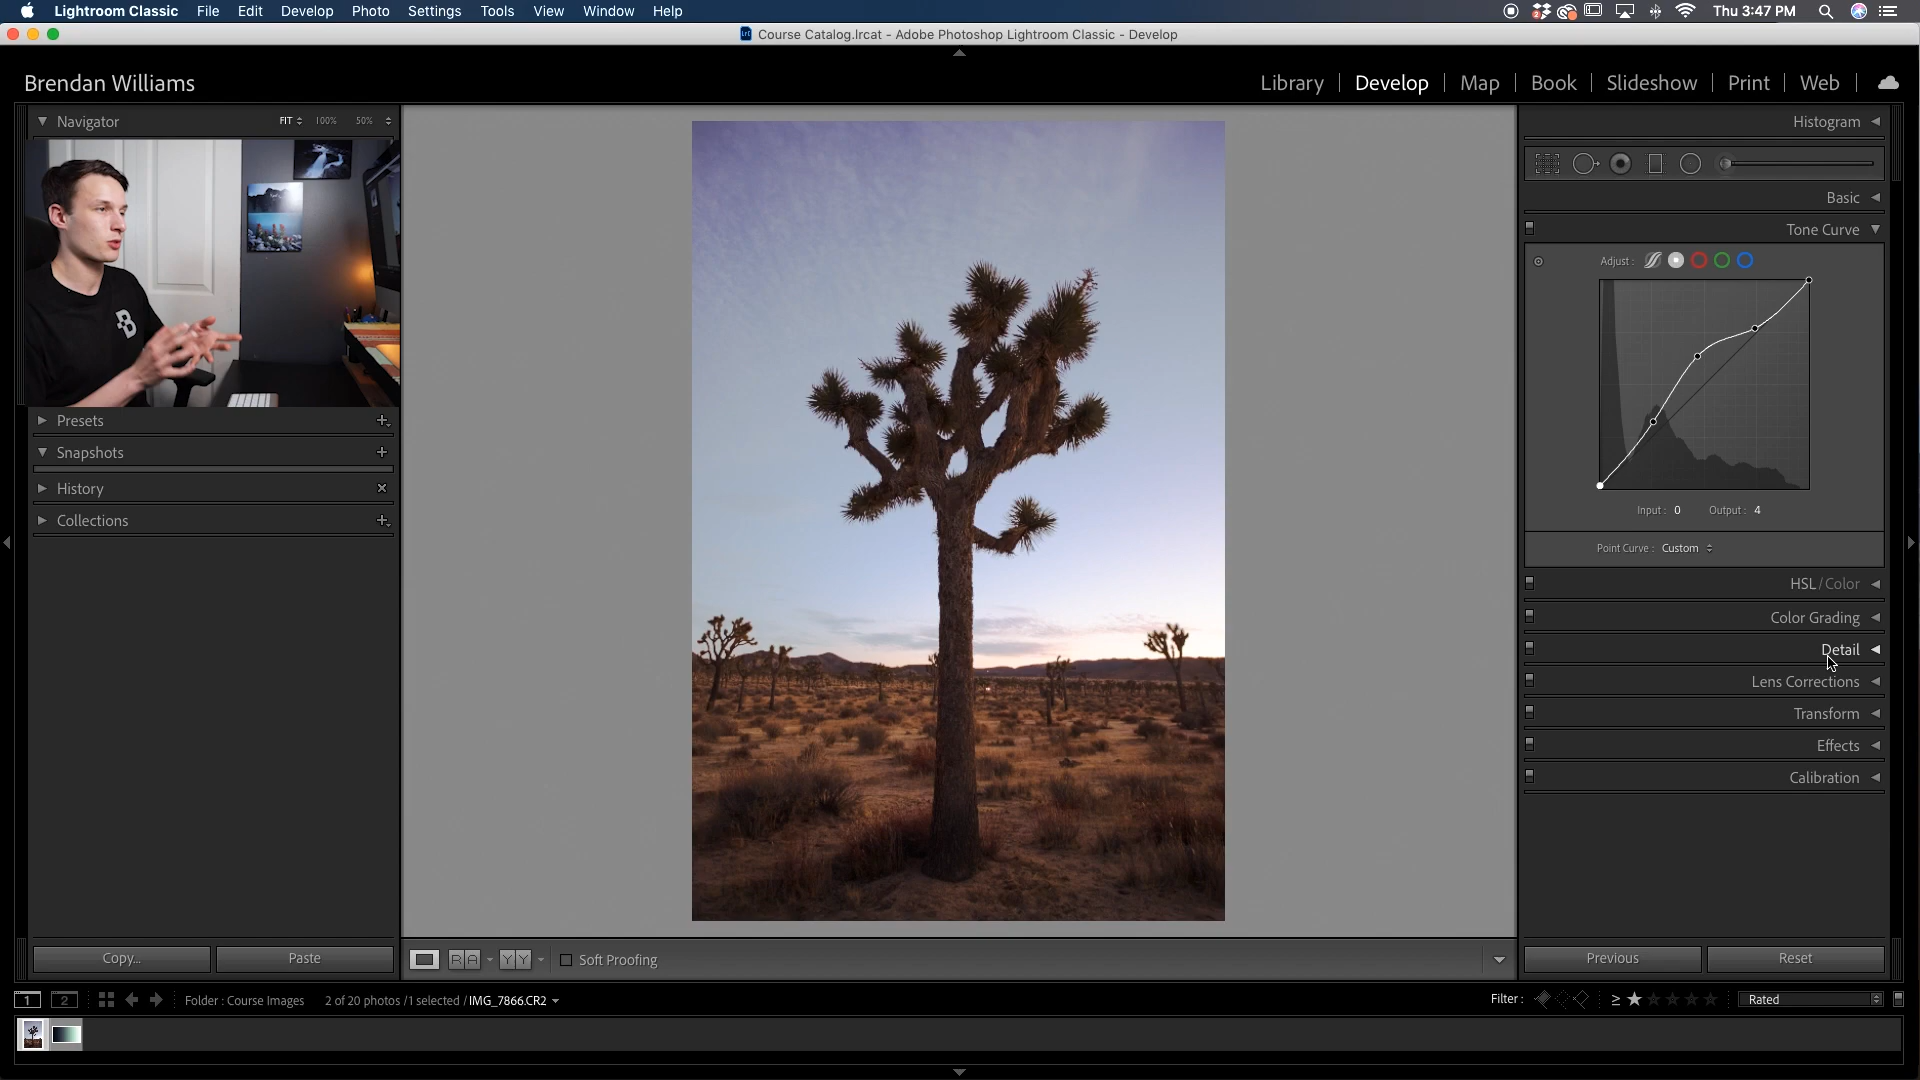 Lightroom Classic File Edit Develop Photo Settings Tools View Window Help Thu 3:47 PM
Course Catalog.lrcat - Adobe Photoshop Lightroom Classic - Develop
Brendan Williams Library Develop Map Book Slideshow Print Web
Navigator FIT 100% 50% Histogram
Basic
Tone Curve
Adjust :
B
Presets
Snapshots
History
Collections
Input : 0 Output : 4
Point Curve : Custom
HSL / Color
Color Grading
Detail
Lens Corrections
Transform
Effects
Calibration
Copy... Paste R A Y Y Soft Proofing Previous Reset
1 2 Folder : Course Images 2 of 20 photos / 1 selected / IMG_7866.CR2 Filter : ≥ Rated